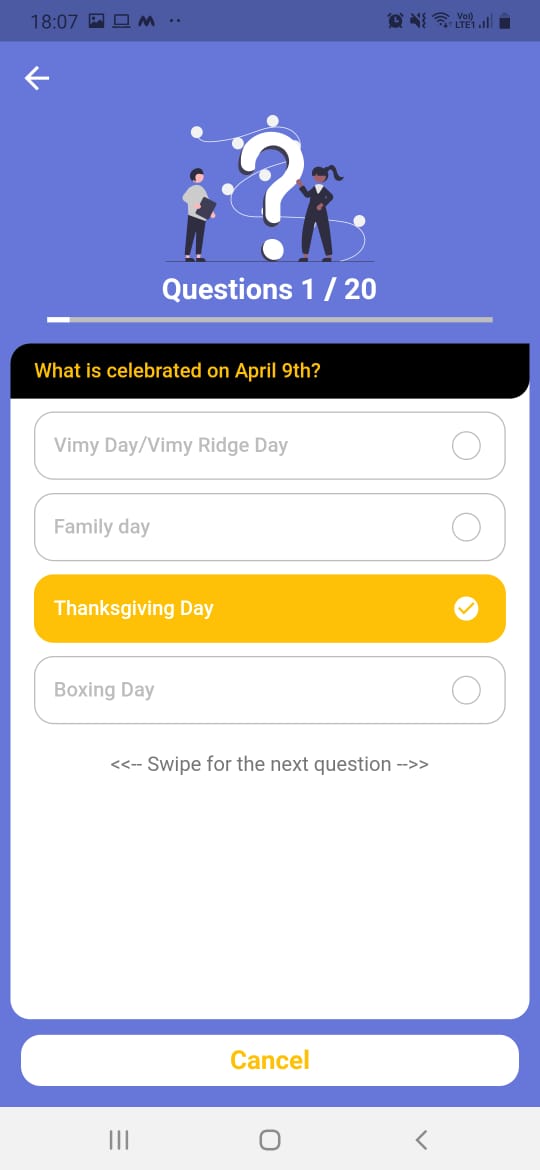 18:07
Vo)
LTE1
Questions 1 / 20
What is celebrated on April 9th?
Vimy Day/Vimy Ridge Day
Family day
Thanksgiving Day
Boxing Day
<<-- Swipe for the next question -->>
Cancel